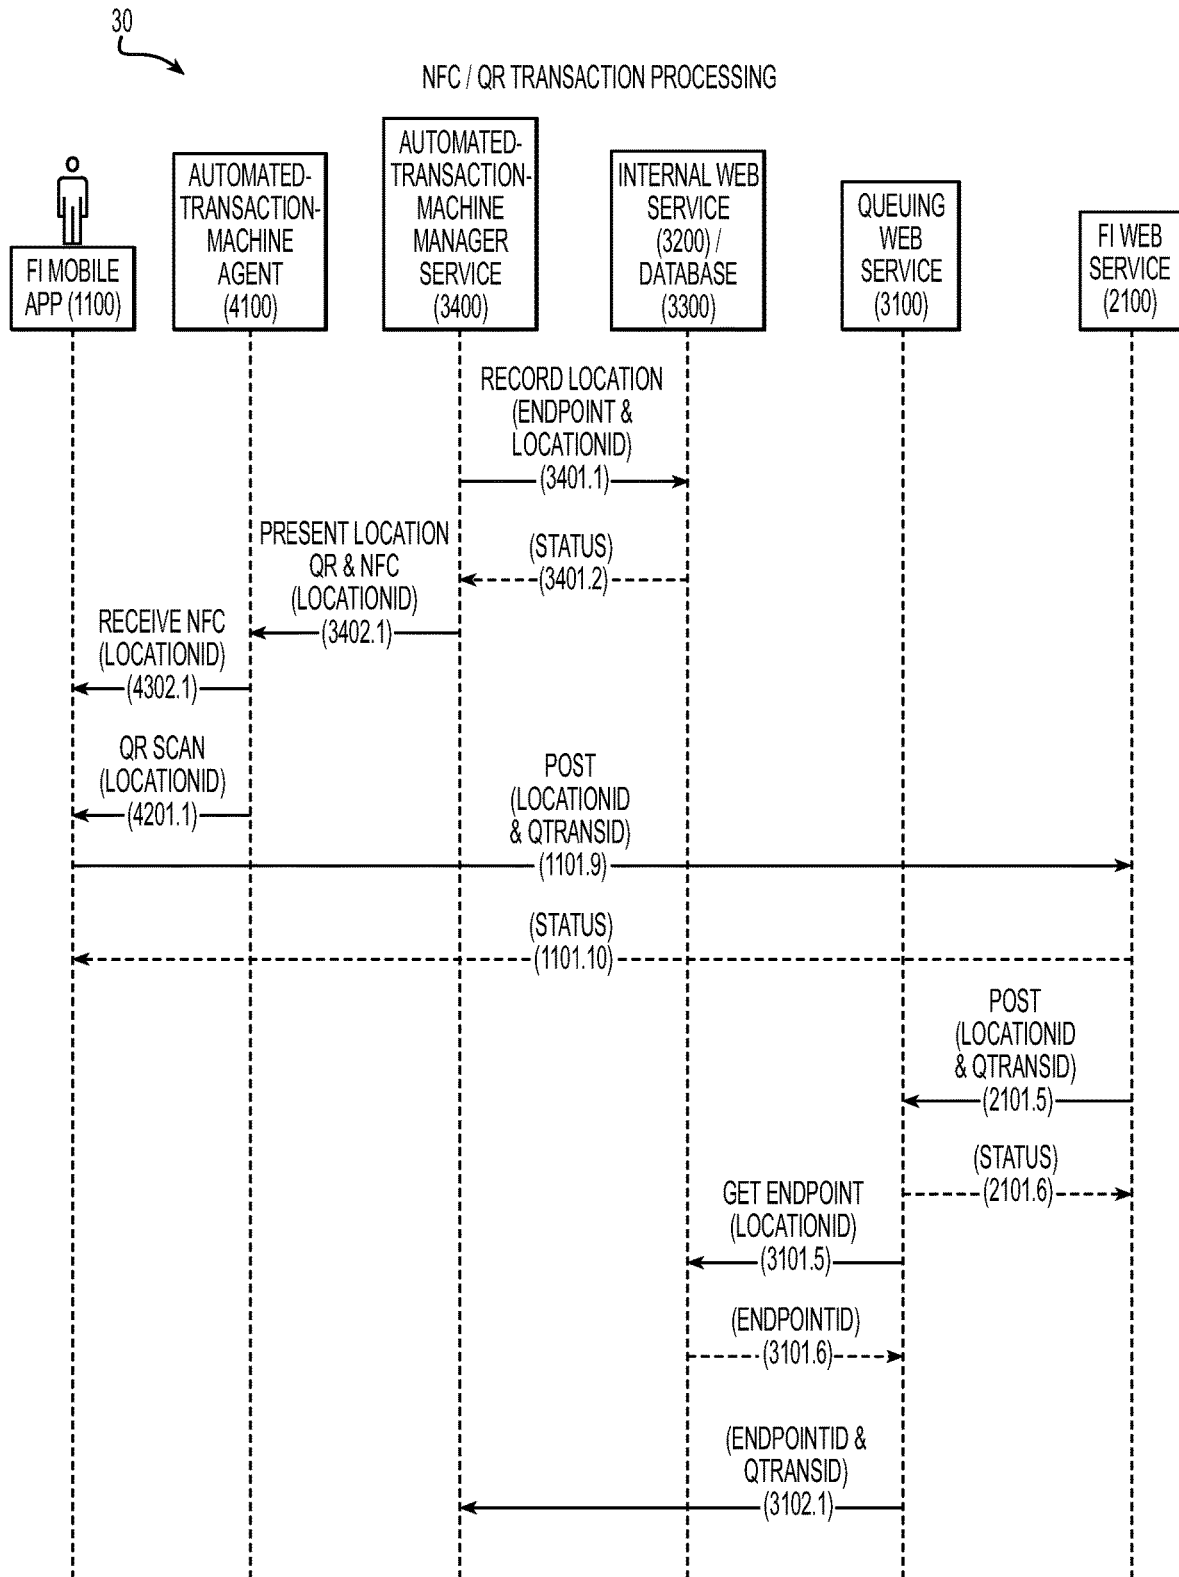 30
NFC / QR TRANSACTION PROCESSING
FI MOBILE
APP (1100)
AUTOMATED-
TRANSACTION-
MACHINE
AGENT
(4100)
AUTOMATED-
TRANSACTION-
MACHINE
MANAGER
SERVICE
(3400)
INTERNAL WEB
SERVICE
(3200) /
DATABASE
(3300)
QUEUING
WEB
SERVICE
(3100)
FI WEB
SERVICE
(2100)
RECORD LOCATION
(ENDPOINT &
LOCATIONID)
(3401.1)
(STATUS)
(3401.2)
PRESENT LOCATION
QR & NFC
(LOCATIONID)
(3402.1)
RECEIVE NFC
(LOCATIONID)
(4302.1)
QR SCAN
(LOCATIONID)
(4201.1)
POST
(LOCATIONID
& QTRANSID)
(1101.9)
(STATUS)
(1101.10)
POST
(LOCATIONID
& QTRANSID)
(2101.5)
(STATUS)
(2101.6)
GET ENDPOINT
(LOCATIONID)
(3101.5)
(ENDPOINTID)
(3101.6)
(ENDPOINTID &
QTRANSID)
(3102.1)